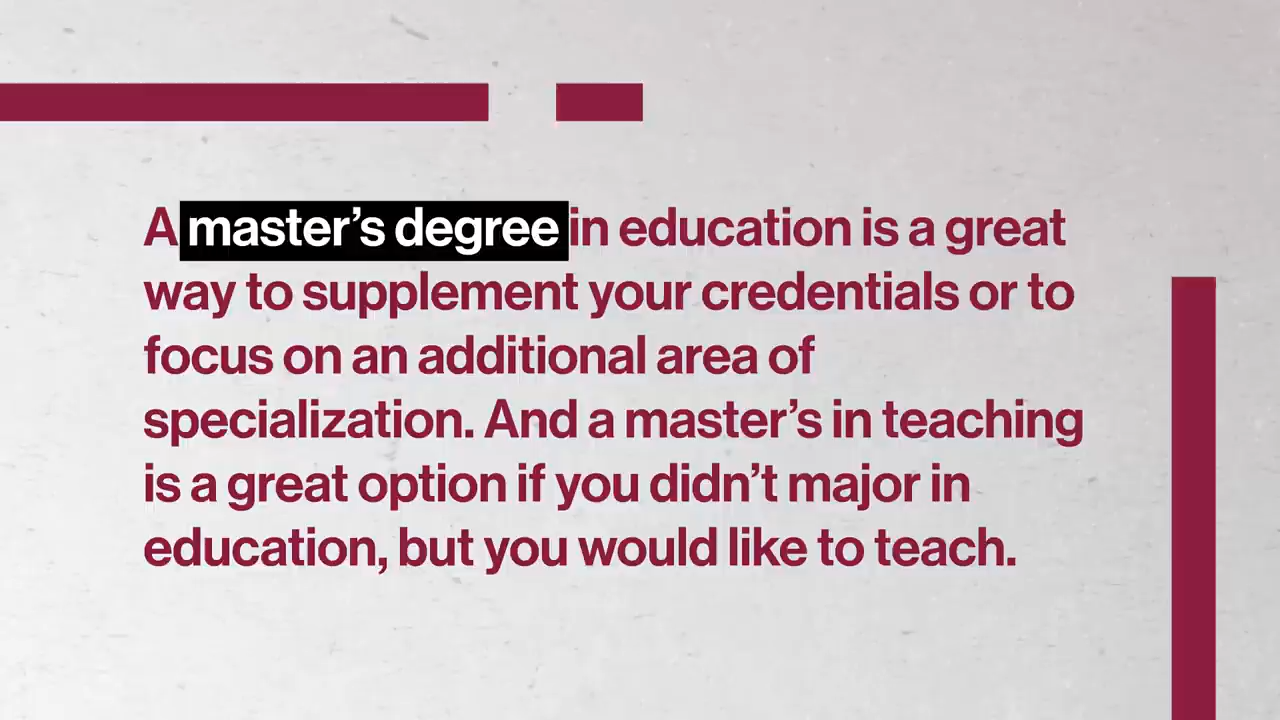 A master’s degree in education is a great
way to supplement your credentials or to
focus on an additional area of
specialization. And a master’s in teaching
is a great option if you didn’t major in
education, but you would like to teach.